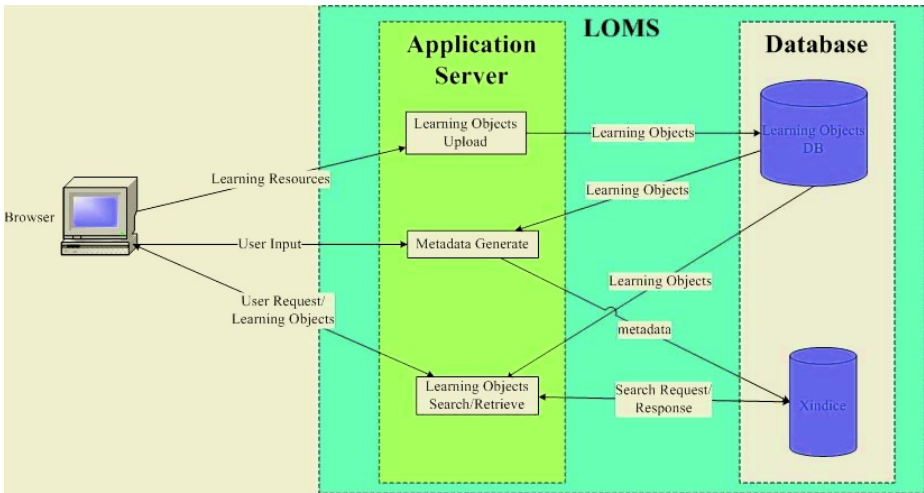 LOMS
Application
Server
Database
Learning Objects
Upload
Learning Objects
Learning Objects
DB
Learning Resources
Learning Objects
Browser
User Input
Metadata Generate
Learning Objects
User Request/
Learning Objects
metadata
Learning Objects
Search/Retrieve
Search Request/
Response
Xindice